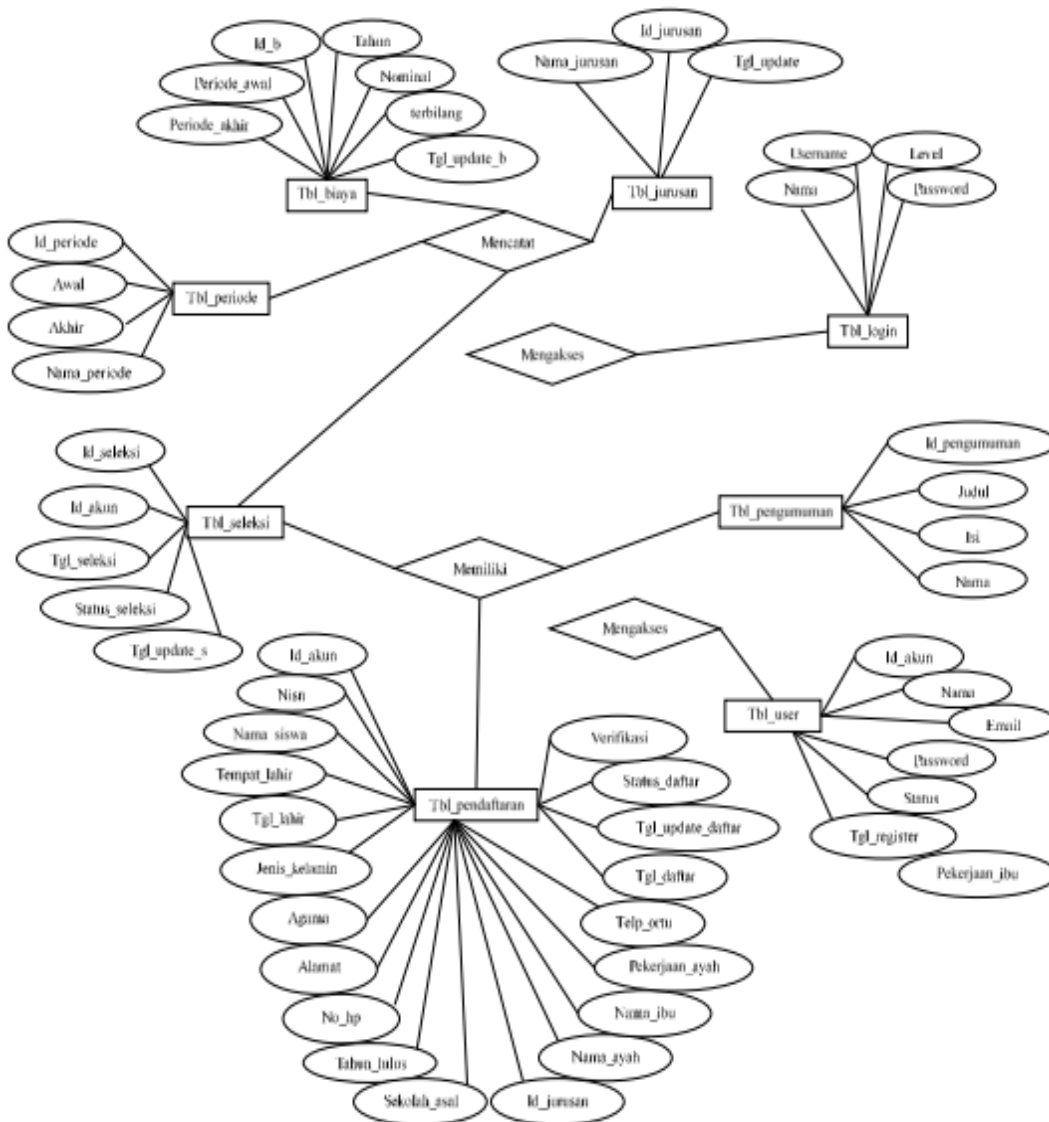 Id_b
Tahun
Periode_awal
Nominal
Periode_akhir
terbilang
Tgl_update_b
Tbl_biaya
Id_jurusan
Nama_jurusan
Tgl_update
Tbl_jurusan
Username
Level
Nama
Password
Tbl_login
Id_periode
Awal
Akhir
Nama_periode
Tbl_periode
Mencatat
Mengakses
Id_seleksi
Id_akun
Tgl_seleksi
Status_seleksi
Tgl_update_s
Tbl_seleksi
Memiliki
Tbl_pengumuman
Id_pengumuman
Judul
Isi
Nama
Mengakses
Tbl_user
Id_akun
Nama
Email
Password
Status
Tgl_register
Pekerjaan_ibu
Id_akun
Nisn
Nama_siswa
Tempat_lahir
Tgl_lahir
Jenis_kelamin
Agama
Alamat
No_hp
Tahun_lulus
Sekolah_asal
Tbl_pendaftaran
Verifikasi
Status_daftar
Tgl_update_daftar
Tgl_daftar
Telp_ortu
Pekerjaan_ayah
Nama_ibu
Nama_ayah
Id_jurusan